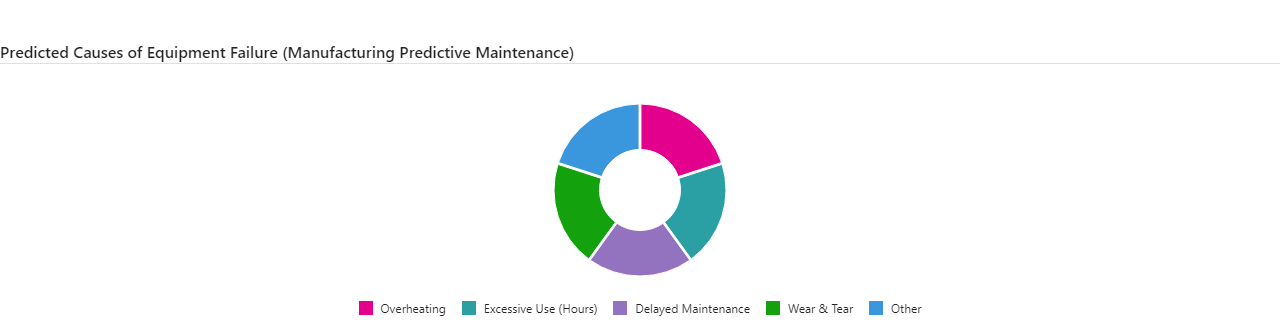 Predicted Causes of Equipment Failure (Manufacturing Predictive Maintenance)
Overheating Excessive Use (Hours) Delayed Maintenance Wear & Tear Other